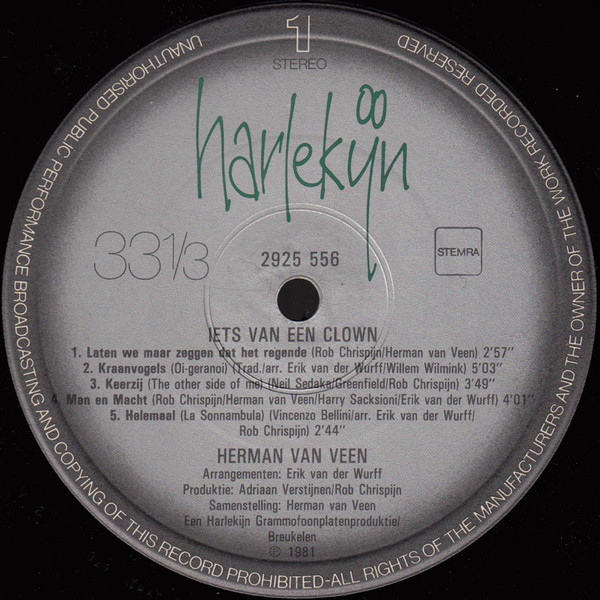 1
STEREO
harlekijn
33 1/3
2925 556
STEMRA
IETS VAN EEN CLOWN
1. Laten we maar zeggen dat het regende (Rob Chrispijn/Herman van Veen) 2'57''
2. Kraanvogels (Oi-geranoi) (Trad./arr. Erik van der Wurff/Willem Wilmink) 5'03''
3. Keerzij (The other side of me) (Neil Sedaka/Greenfield/Rob Chrispijn) 3'49''
4. Man en Macht (Rob Chrispijn/Herman van Veen/Harry Sacksioni/Erik van der Wurff) 4'01''
5. Helemaal (La Sonnambula) (Vincenzo Bellini/arr. Erik van der Wurff/
Rob Chrispijn) 2'44''
HERMAN VAN VEEN
Arrangementen: Erik van der Wurff
Produktie: Adriaan Verstijnen/Rob Chrispijn
Samenstelling: Herman van Veen
Een Harlekijn Grammofoonplatenproduktie/
Breukelen
℗ 1981
UNAUTHORISED PUBLIC PERFORMANCE BROADCASTING AND COPYING OF THIS RECORD PROHIBITED-ALL RIGHTS OF THE MANUFACTURERS AND THE OWNER OF THE WORK RECORDED RESERVED